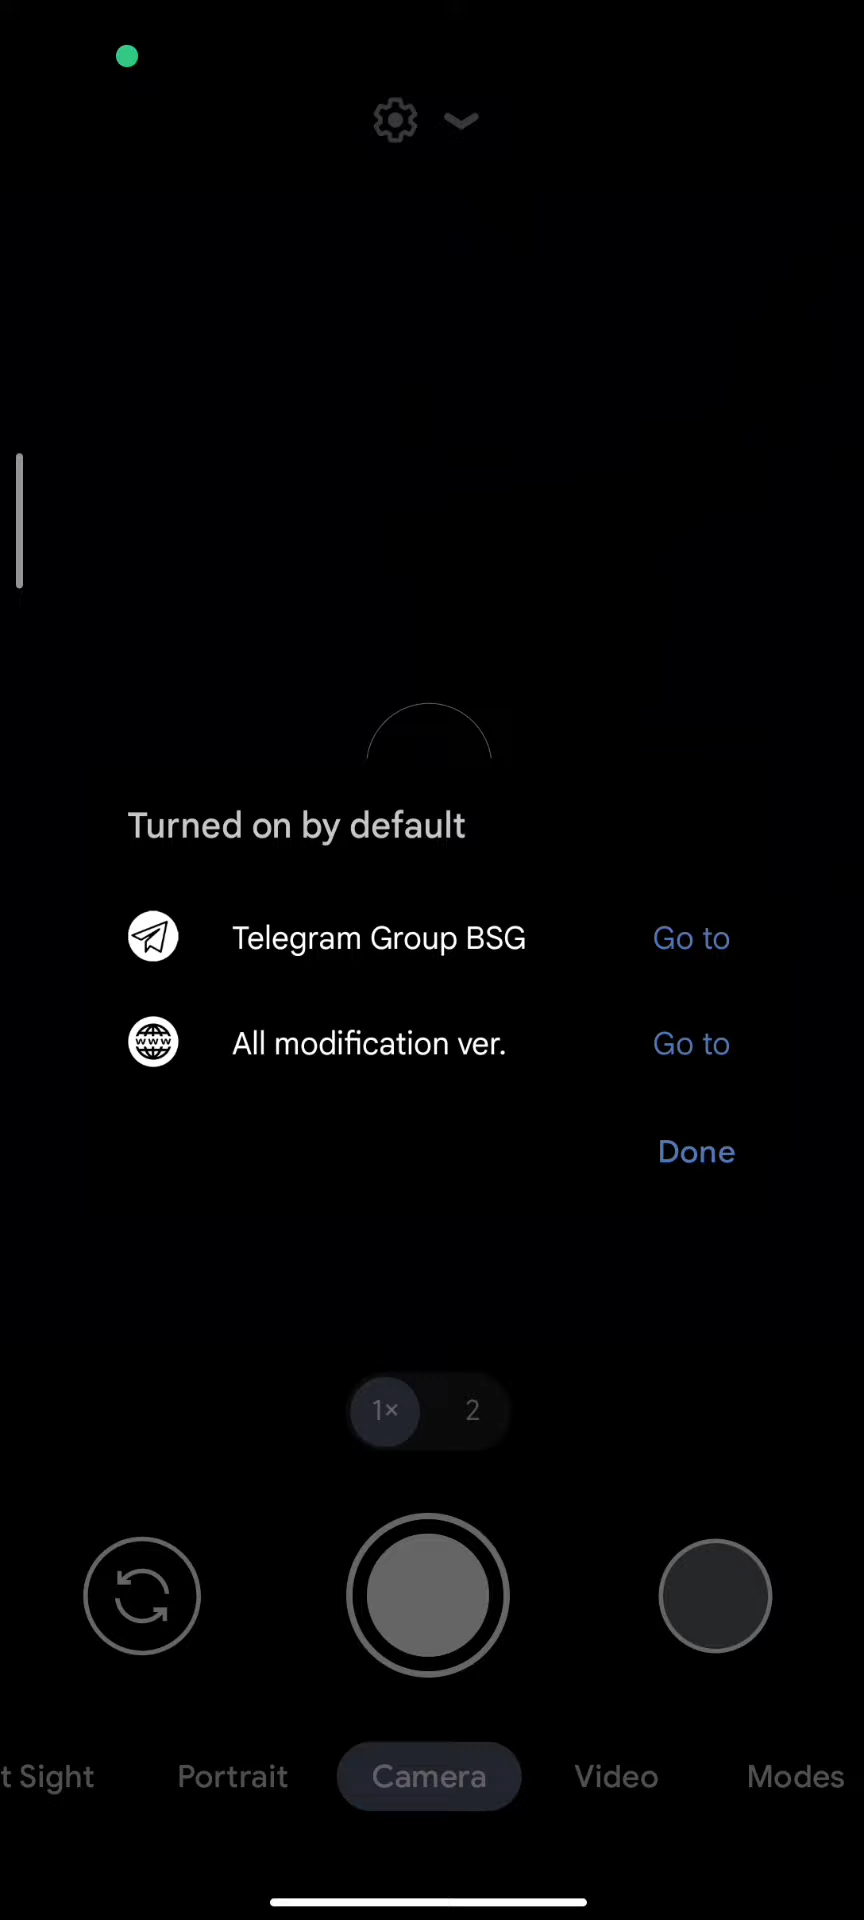 Turned on by default
Telegram Group BSG Go to
www
All modification ver. Go to
Done
1× 2
t Sight Portrait Camera Video Modes